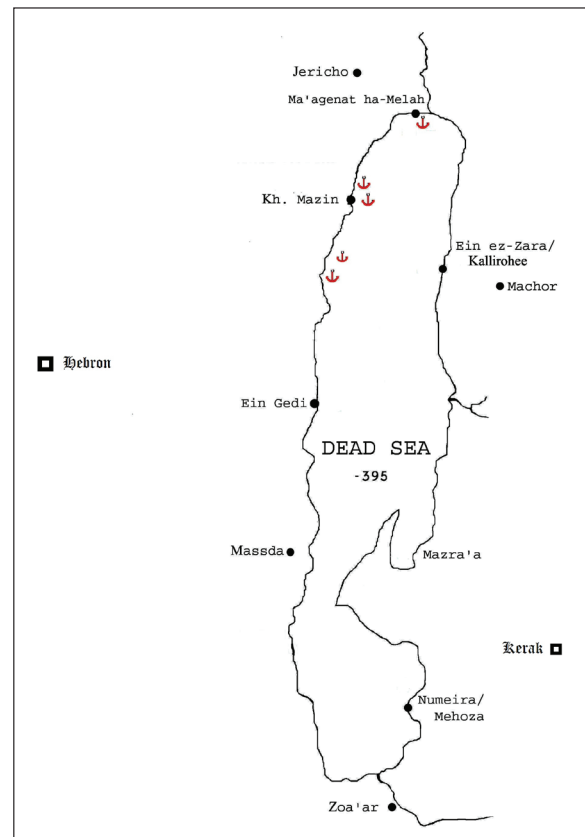 Jericho
Ma'agenat ha-Melah
Kh. Mazin
Ein ez-Zara/
Kallirohee
Machor
Hebron
Ein Gedi
DEAD SEA
-395
Massda
Mazra'a
Kerak
Numeira/
Mehoza
Zoa'ar